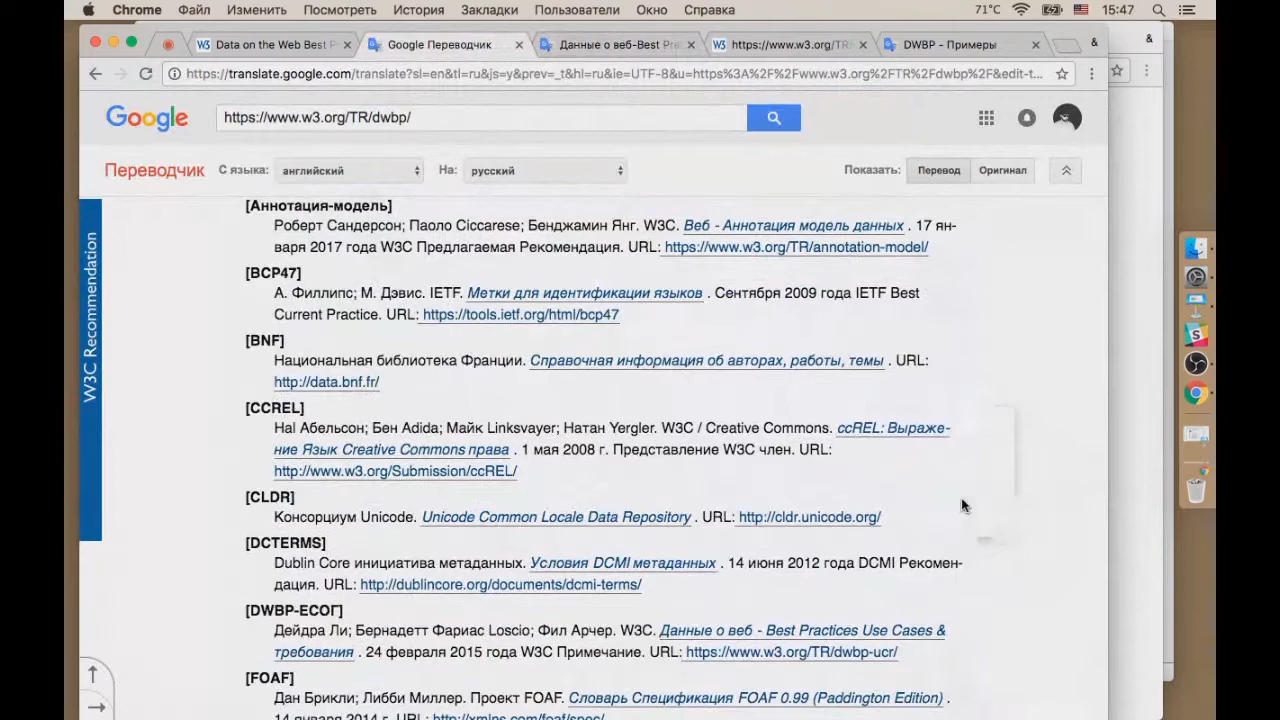 Chrome Файл Изменить Просмотреть История Закладки Пользователи Окно Справка 71°C 15:47
Data on the Web Best P × Google Переводчик × Данные о веб-Best Pra × https://www.w3.org/TR/ × DWBP - Примеры ×
https://translate.google.com/translate?sl=en&tl=ru&js=y&prev=_t&hl=ru&ie=UTF-8&u=https%3A%2F%2Fwww.w3.org%2FTR%2Fdwbp%2F&edit-t...
Google https://www.w3.org/TR/dwbp/
Переводчик С языка: английский На: русский Показать: Перевод Оригинал
W3C Recommendation
[Аннотация-модель]
Роберт Сандерсон; Паоло Ciccarese; Бенджамин Янг. W3C. Веб - Аннотация модель данных . 17 ян-
варя 2017 года W3C Предлагаемая Рекомендация. URL: https://www.w3.org/TR/annotation-model/
[BCP47]
А. Филлипс; М. Дэвис. IETF. Метки для идентификации языков . Сентября 2009 года IETF Best
Current Practice. URL: https://tools.ietf.org/html/bcp47
[BNF]
Национальная библиотека Франции. Справочная информация об авторах, работы, темы . URL:
http://data.bnf.fr/
[CCREL]
Hal Абельсон; Бен Adida; Майк Linksvayer; Натан Yergler. W3C / Creative Commons. ccREL: Выраже-
ние Язык Creative Commons права . 1 мая 2008 г. Представление W3C член. URL:
http://www.w3.org/Submission/ccREL/
[CLDR]
Консорциум Unicode. Unicode Common Locale Data Repository . URL: http://cldr.unicode.org/
[DCTERMS]
Dublin Core инициатива метаданных. Условия DCMI метаданных . 14 июня 2012 года DCMI Рекомен-
дация. URL: http://dublincore.org/documents/dcmi-terms/
[DWBP-ЕСОГ]
Дейдра Ли; Бернадетт Фариас Loscio; Фил Арчер. W3C. Данные о веб - Best Practices Use Cases &
требования . 24 февраля 2015 года W3C Примечание. URL: https://www.w3.org/TR/dwbp-ucr/
[FOAF]
Дан Брикли; Либби Миллер. Проект FOAF. Словарь Спецификация FOAF 0.99 (Paddington Edition) .
14 января 2014 г. URL: http://xmlns.com/foaf/spec/